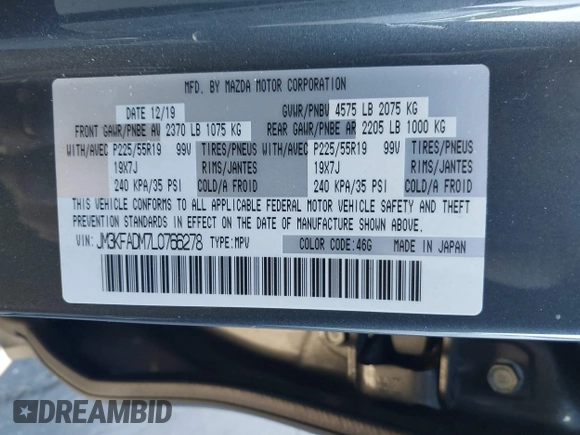 MFD. BY MAZDA MOTOR CORPORATION
DATE 12/19 GVWR/PNBV 4575 LB 2075 KG
FRONT GAWR/PNBE AV 2370 LB 1075 KG REAR GAWR/PNBE AR 2205 LB 1000 KG
WITH/AVEC P225/55R19 99V TIRES/PNEUS WITH/AVEC P225/55R19 99V TIRES/PNEUS
19X7J RIMS/JANTES 19X7J RIMS/JANTES
240 KPA/35 PSI COLD/A FROID 240 KPA/35 PSI COLD/A FROID
THIS VEHICLE CONFORMS TO ALL APPLICABLE FEDERAL MOTOR VEHICLE SAFETY AND THEFT
PREVENTION STANDARDS IN EFFECT ON THE DATE OF MANUFACTURE SHOWN ABOVE.
VIN: JM3KFADM7L0766278 TYPE: MPV COLOR CODE: 46G MADE IN JAPAN
DREAMBID